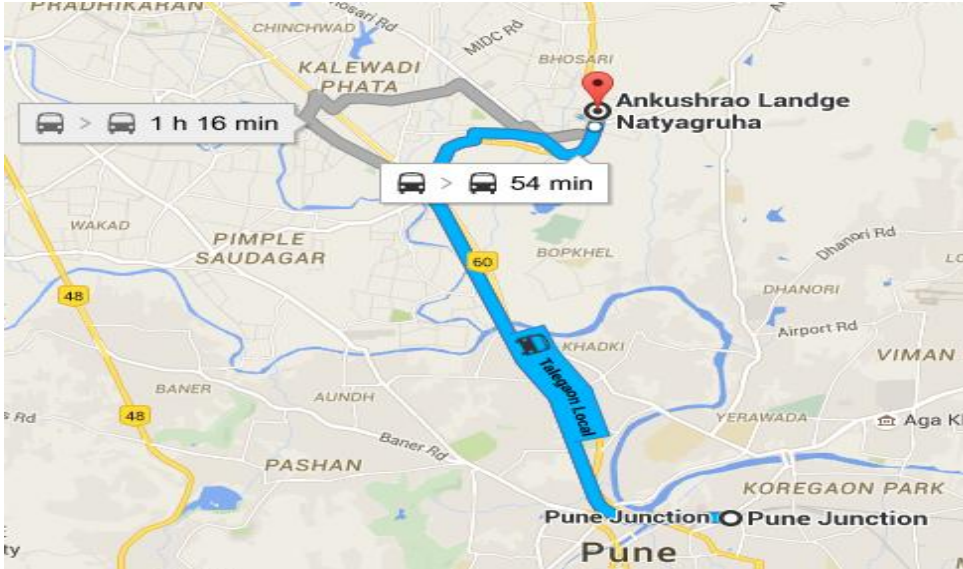 PRADHIKARAN
Bhosari Rd
CHINCHWAD
MIDC Rd
BHOSARI
KALEWADI
PHATA
Ankushrao Landge
Natyagruha
> 1 h 16 min
> 54 min
WAKAD
PIMPLE
SAUDAGAR
BOPKHEL
Dhanori Rd
60
48
DHANORI
Airport Rd
KHADKI
VIMAN
Talegaon Local
BANER
AUNDH
48
YERAWADA
Rd
Baner Rd
Aga
PASHAN
KOREGAON PARK
Pune Junction
Pune Junction
Pune